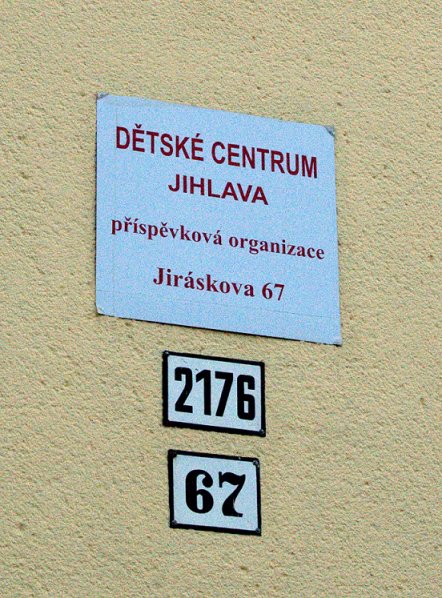 DĚTSKÉ CENTRUM
JIHLAVA
příspěvková organizace
Jiráskova 67
2176
67